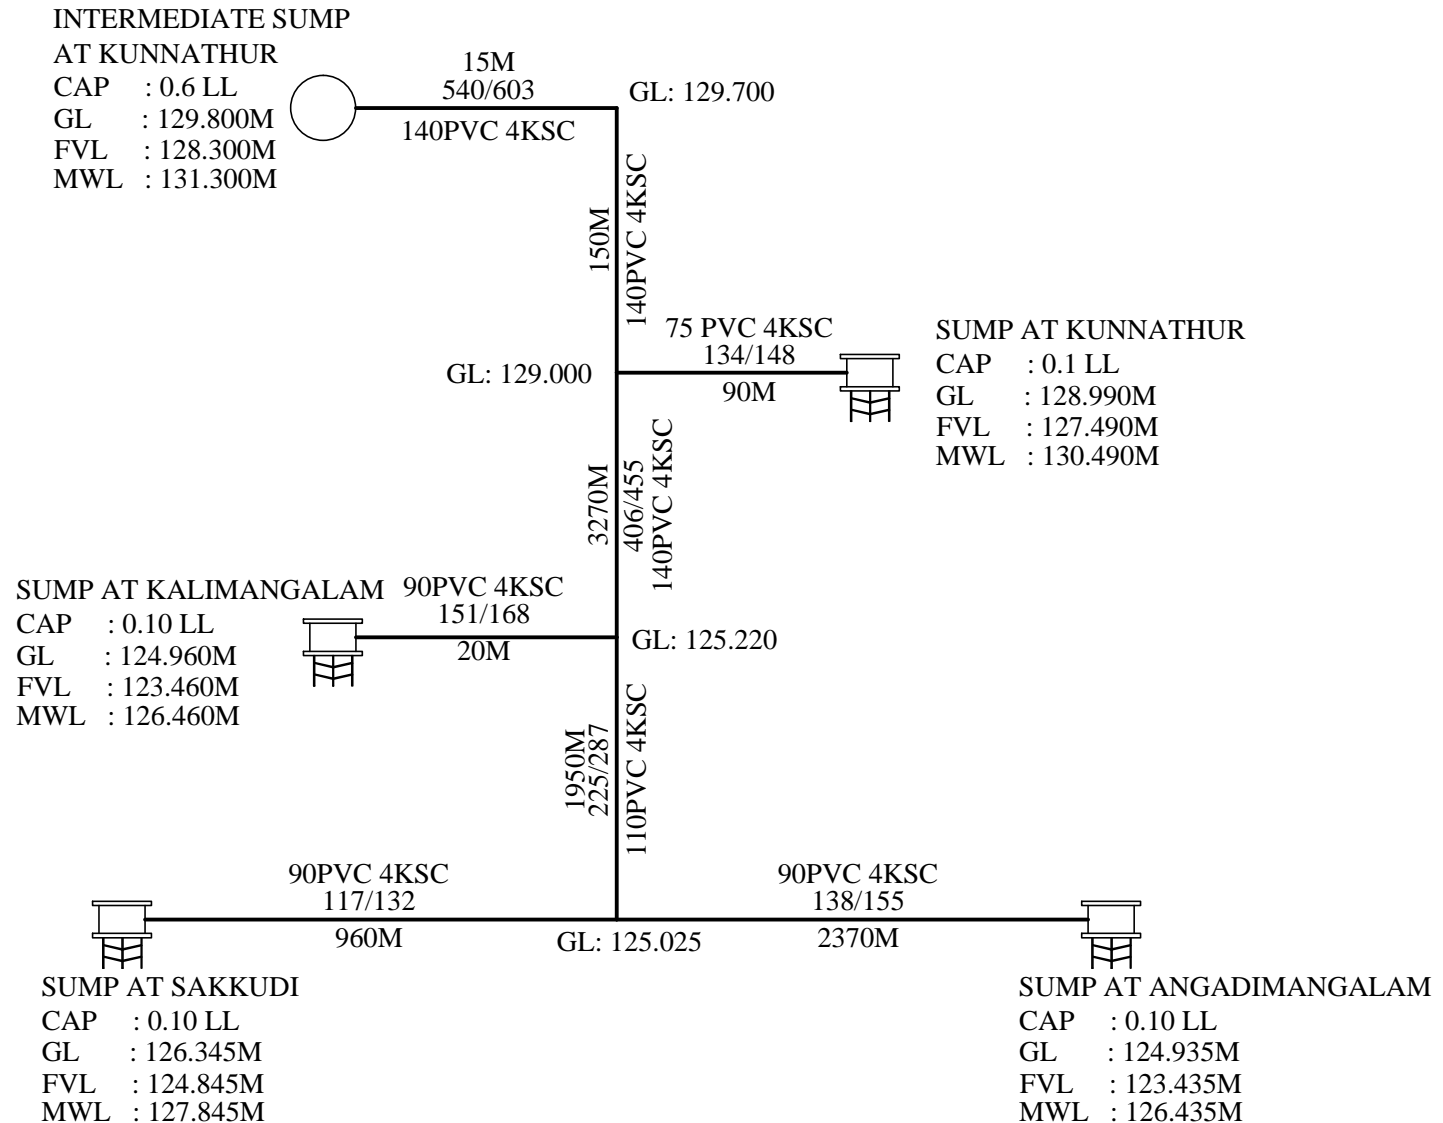 INTERMEDIATE SUMP
AT KUNNATHUR
CAP : 0.6 LL
GL : 129.800M
FVL : 128.300M
MWL : 131.300M
15M
540/603
140PVC 4KSC
GL: 129.700
150M
140PVC 4KSC
75 PVC 4KSC
134/148
90M
GL: 129.000
SUMP AT KUNNATHUR
CAP : 0.1 LL
GL : 128.990M
FVL : 127.490M
MWL : 130.490M
3270M
406/455
140PVC 4KSC
SUMP AT KALIMANGALAM
CAP : 0.10 LL
GL : 124.960M
FVL : 123.460M
MWL : 126.460M
90PVC 4KSC
151/168
20M
GL: 125.220
1950M
225/287
110PVC 4KSC
90PVC 4KSC
117/132
960M
GL: 125.025
90PVC 4KSC
138/155
2370M
SUMP AT SAKKUDI
CAP : 0.10 LL
GL : 126.345M
FVL : 124.845M
MWL : 127.845M
SUMP AT ANGADIMANGALAM
CAP : 0.10 LL
GL : 124.935M
FVL : 123.435M
MWL : 126.435M